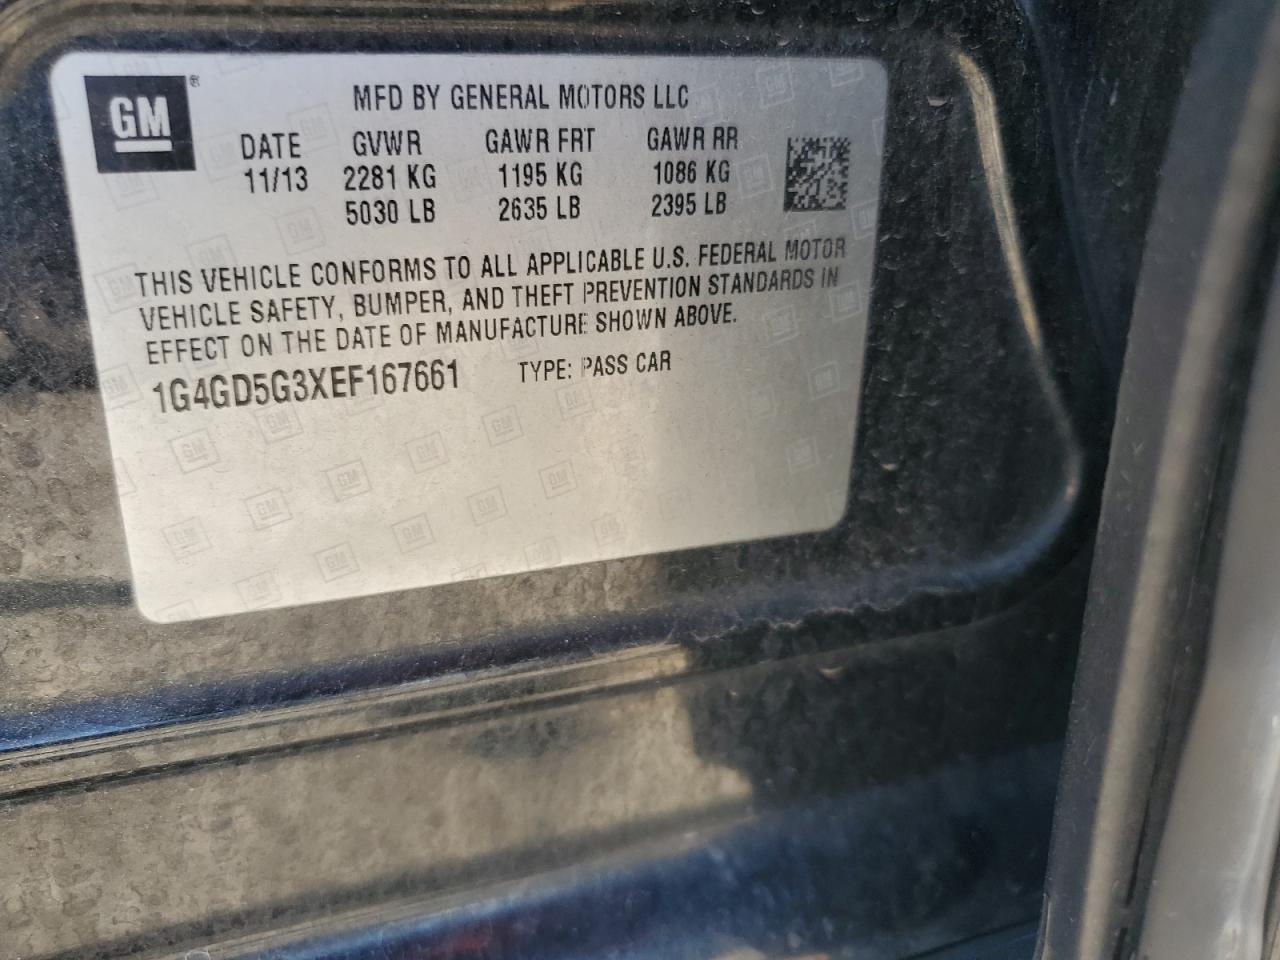 GM®
MFD BY GENERAL MOTORS LLC
DATE GVWR GAWR FRT GAWR RR
11/13 2281 KG 1195 KG 1086 KG
5030 LB 2635 LB 2395 LB
THIS VEHICLE CONFORMS TO ALL APPLICABLE U.S. FEDERAL MOTOR
VEHICLE SAFETY, BUMPER, AND THEFT PREVENTION STANDARDS IN
EFFECT ON THE DATE OF MANUFACTURE SHOWN ABOVE.
1G4GD5G3XEF167661 TYPE: PASS CAR